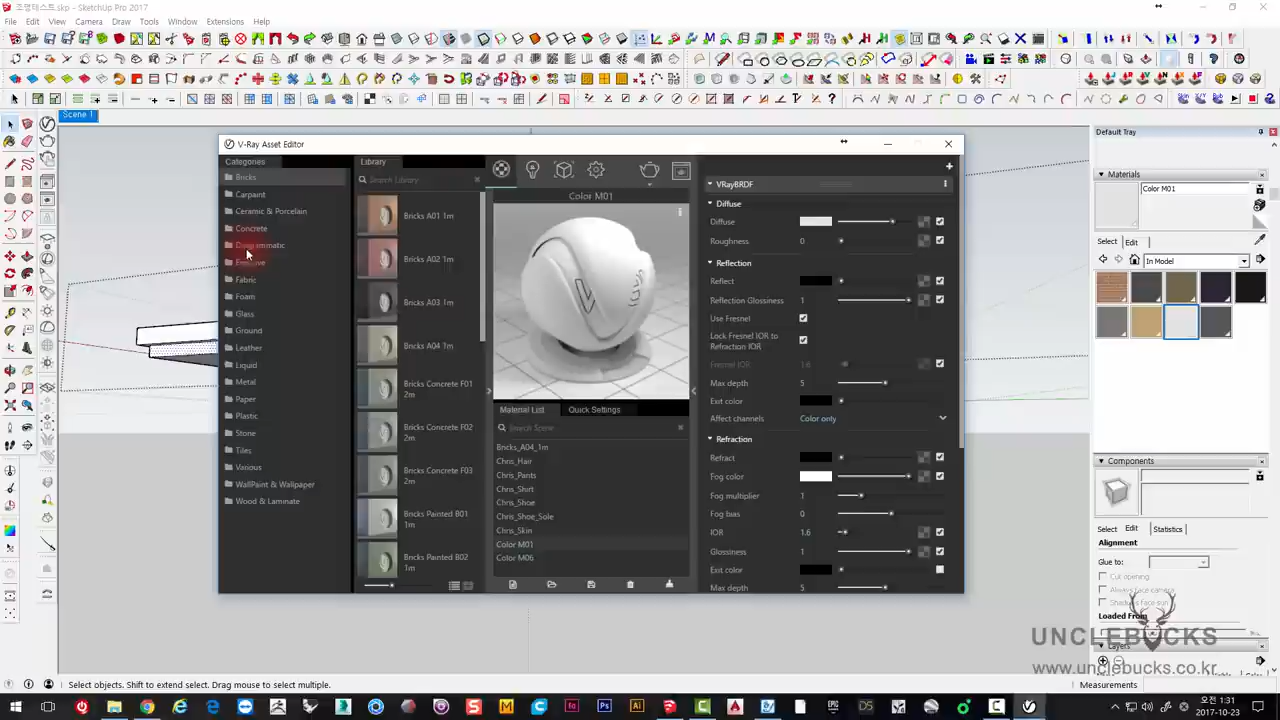 조명테스트.skp - SketchUp Pro 2017
File Edit View Camera Draw Tools Window Extensions Help
Scene 1
V-Ray Asset Editor
Categories
Bricks
Carpaint
Ceramic & Porcelain
Concrete
Emissive
Fabric
Foam
Glass
Ground
Leather
Liquid
Metal
Paper
Plastic
Stone
Tiles
Various
WallPaint & Wallpaper
Wood & Laminate
Library
Search Library
Bricks A01 1m
Bricks A02 1m
Bricks A03 1m
Bricks A04 1m
Bricks Concrete F01
2m
Bricks Concrete F02
2m
Bricks Concrete F03
2m
Bricks Painted B01
1m
Bricks Painted B02
1m
Color M01
Material List
Quick Settings
Search Scene
Bricks_A04_1m
Chris_Hair
Chris_Pants
Chris_Shirt
Chris_Shoe
Chris_Shoe_Sole
Chris_Skin
Color M01
Color M06
VRayBRDF
Diffuse
Diffuse
Roughness 0
Reflection
Reflect
Reflection Glossiness 1
Use Fresnel
Lock Fresnel IOR to
Refraction IOR
Fresnel IOR 1.6
Max depth 5
Exit color
Affect channels Color only
Refraction
Refract
Fog color
Fog multiplier 1
Fog bias 0
IOR 1.6
Glossiness 1
Exit color
Max depth 5
Default Tray
Materials
Color M01
Select Edit
In Model
Components
Select Edit Statistics
Alignment
Glue to:
Cut opening
Always face camera
Shadows face sun
Loaded From
UNCLEBUCKS
www.unclebucks.co.kr
Layers
Select objects. Shift to extend select. Drag mouse to select multiple.
Measurements
오전 1:31
2017-10-23